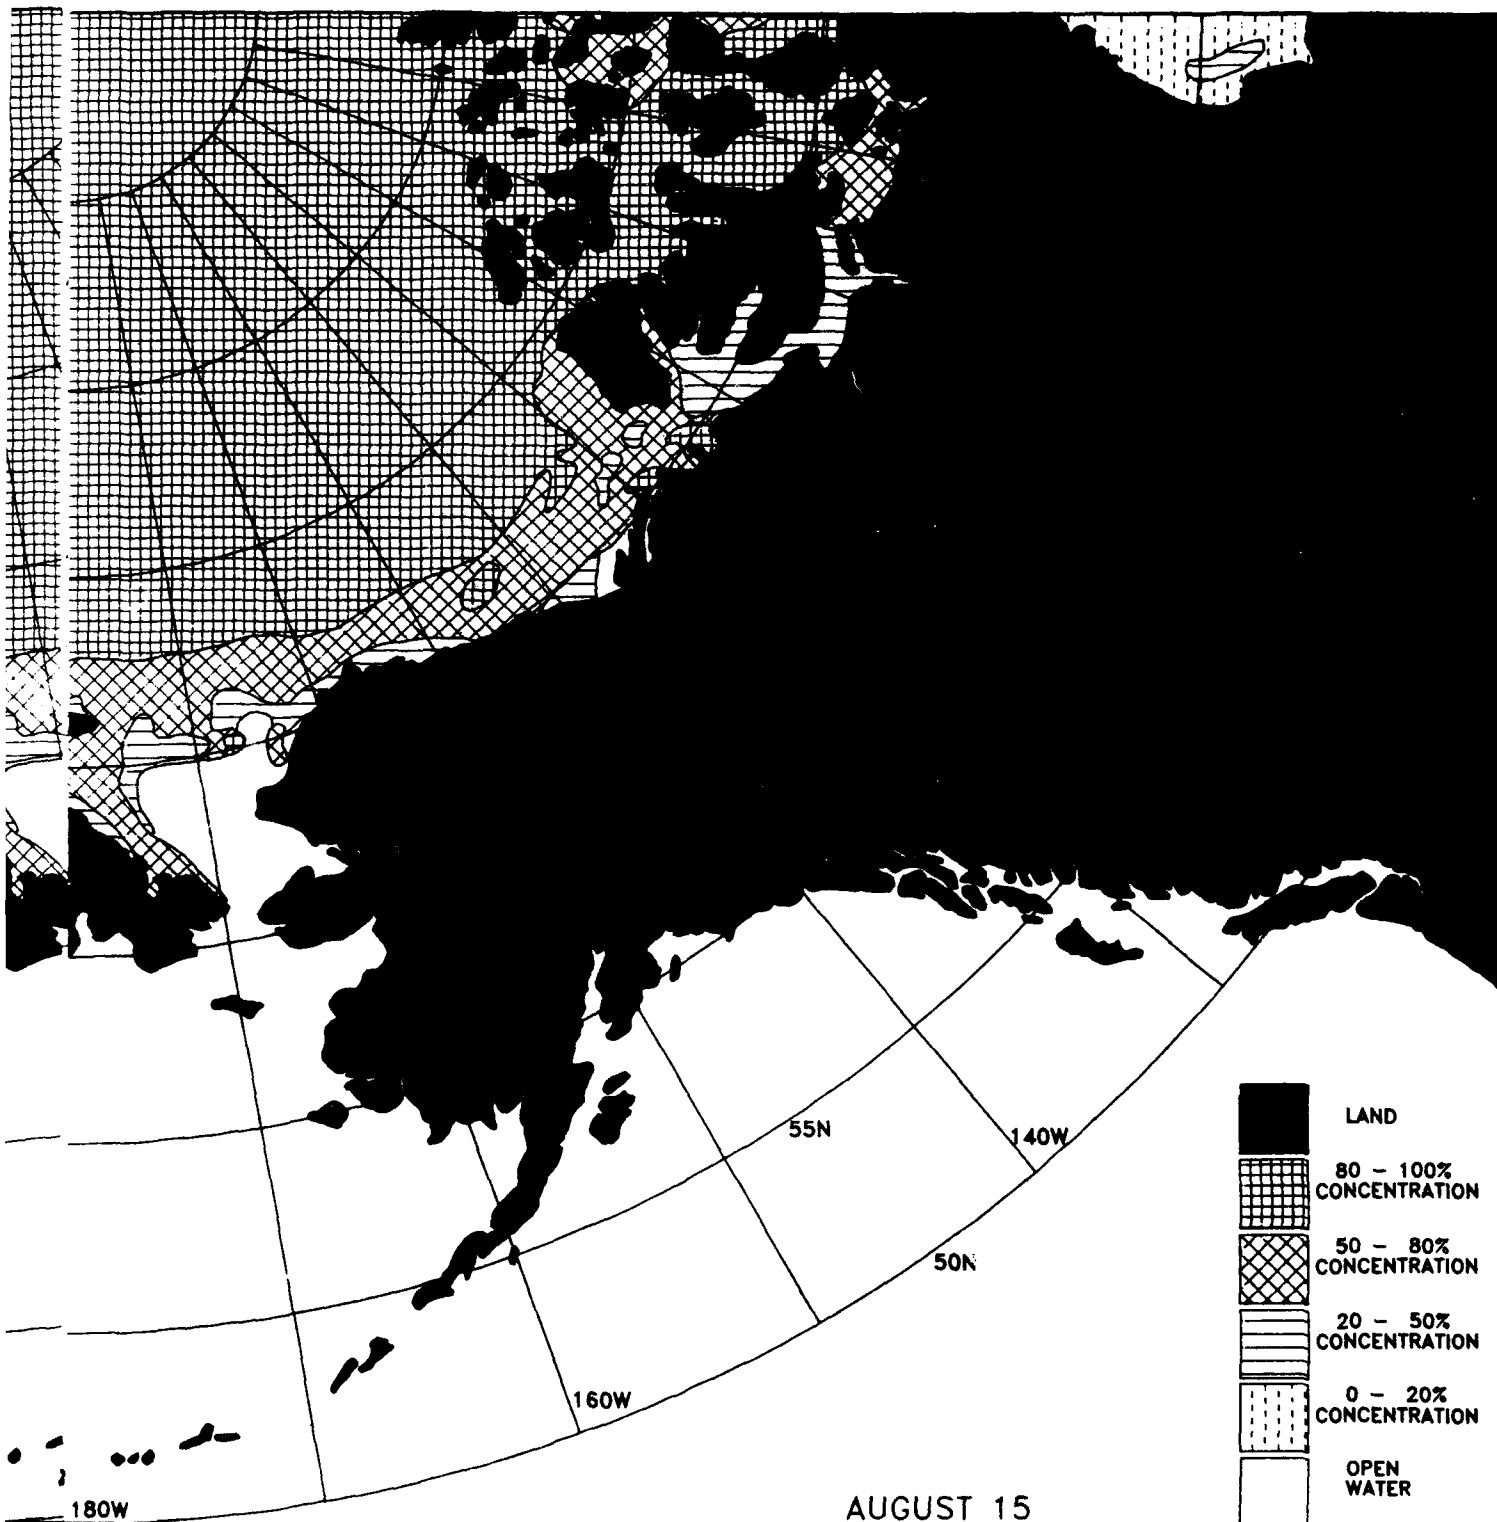 55N
140W
50N
160W
180W
AUGUST 15
LAND
80 - 100%
CONCENTRATION
50 - 80%
CONCENTRATION
20 - 50%
CONCENTRATION
0 - 20%
CONCENTRATION
OPEN
WATER